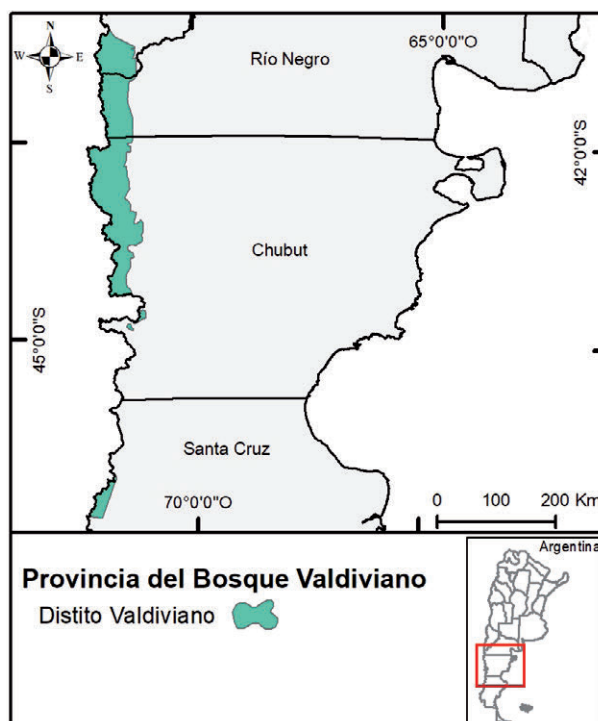 N
W E
S
65°0'0"O
Río Negro
42°0'0"S
Chubut
45°0'0"S
Santa Cruz
70°0'0"O
0 100 200 Km
Provincia del Bosque Valdiviano
Distito Valdiviano
Argentina